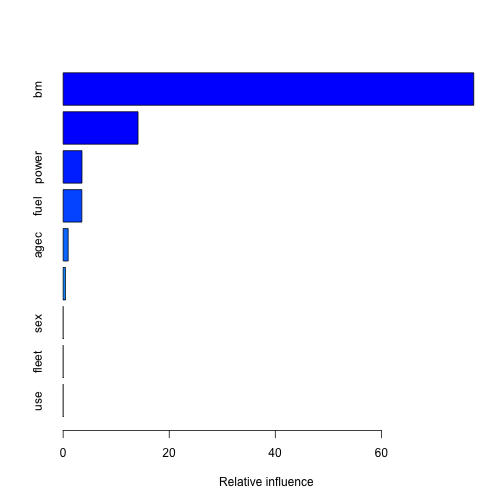 bm
power
fuel
agec
sex
fleet
use
0 20 40 60
Relative influence